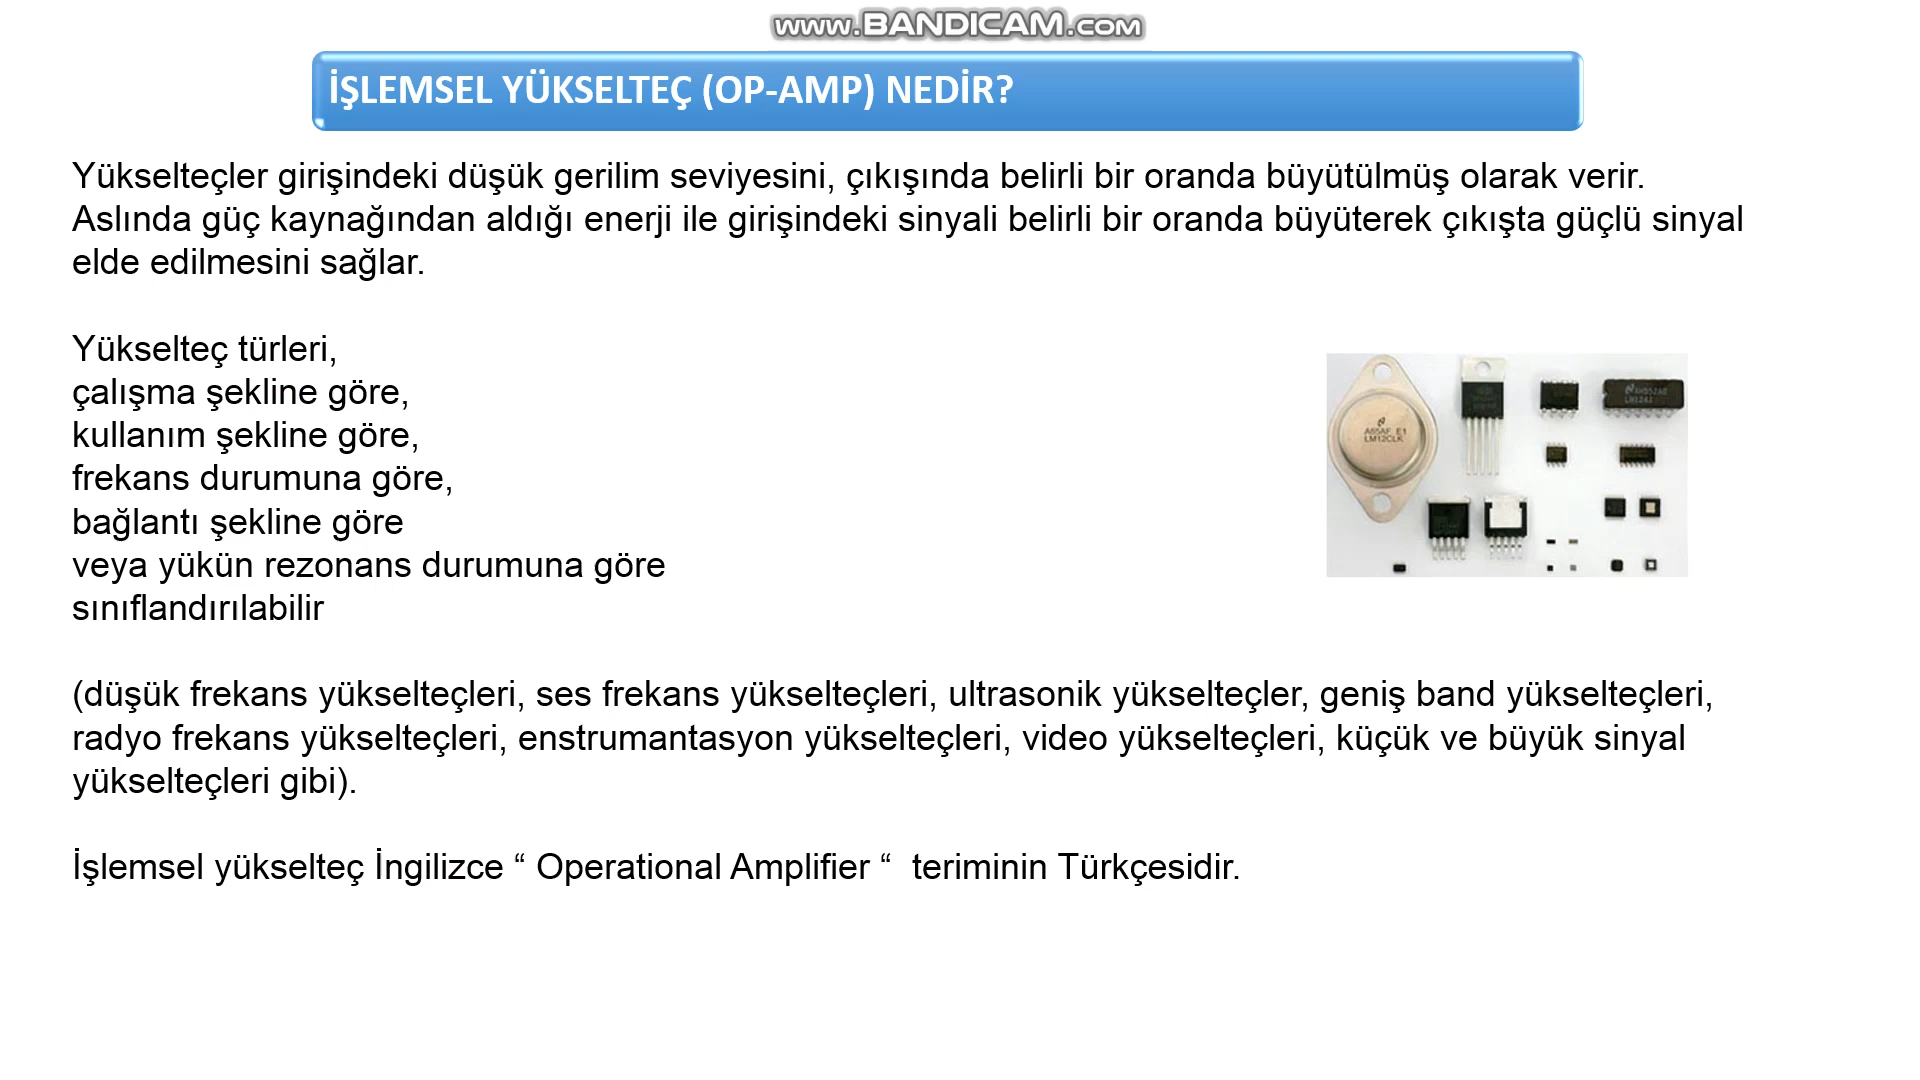 www.BANDICAM.com
İŞLEMSEL YÜKSELTEÇ (OP-AMP) NEDİR?
Yükselteçler girişindeki düşük gerilim seviyesini, çıkışında belirli bir oranda büyütülmüş olarak verir.
Aslında güç kaynağından aldığı enerji ile girişindeki sinyali belirli bir oranda büyüterek çıkışta güçlü sinyal
elde edilmesini sağlar.
Yükselteç türleri,
çalışma şekline göre,
kullanım şekline göre,
frekans durumuna göre,
bağlantı şekline göre
veya yükün rezonans durumuna göre
sınıflandırılabilir
A65AF E1
LM12CLK
(düşük frekans yükselteçleri, ses frekans yükselteçleri, ultrasonik yükselteçler, geniş band yükselteçleri,
radyo frekans yükselteçleri, enstrumantasyon yükselteçleri, video yükselteçleri, küçük ve büyük sinyal
yükselteçleri gibi).
İşlemsel yükselteç İngilizce “ Operational Amplifier “  teriminin Türkçesidir.